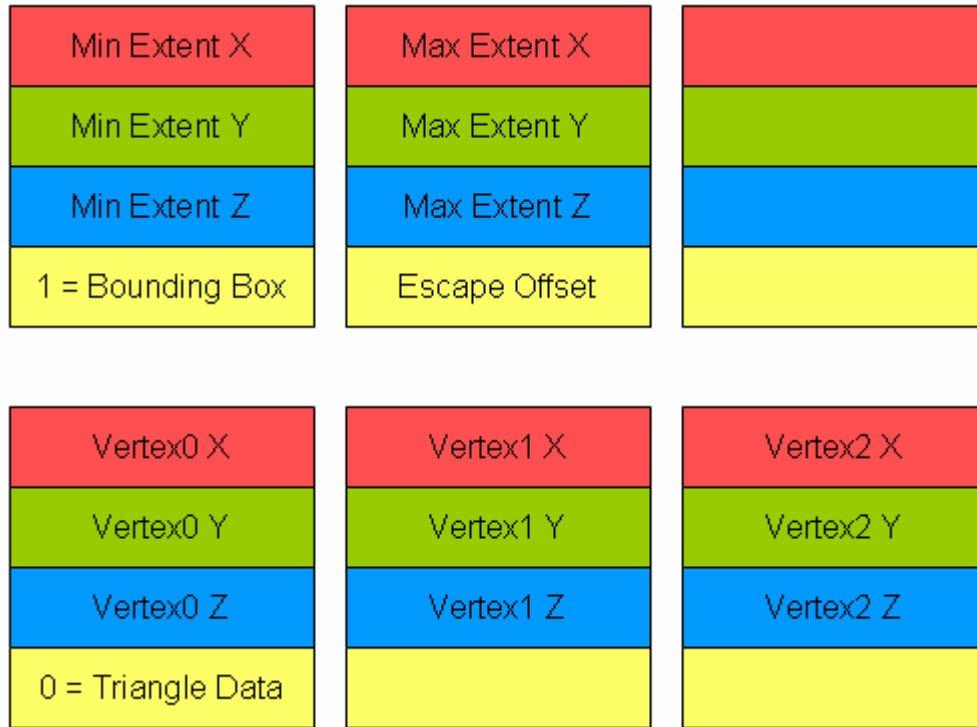 Min Extent X
Max Extent X
Min Extent Y
Max Extent Y
Min Extent Z
Max Extent Z
1 = Bounding Box
Escape Offset
Vertex0 X
Vertex1 X
Vertex2 X
Vertex0 Y
Vertex1 Y
Vertex2 Y
Vertex0 Z
Vertex1 Z
Vertex2 Z
0 = Triangle Data